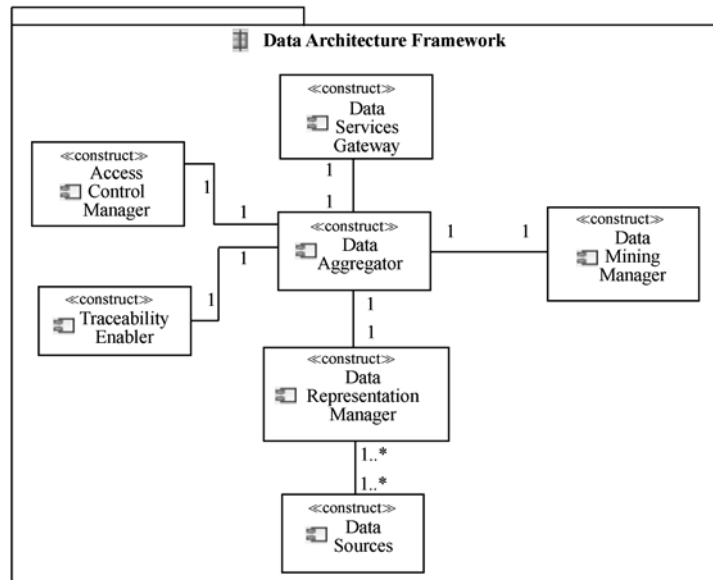 Data Architecture Framework
≪construct≫
Data
Services
Gateway
1
1
≪construct≫
Access
Control
Manager
1
1
≪construct≫
Data
Aggregator
1
1
≪construct≫
Data
Mining
Manager
1
1
≪construct≫
Traceability
Enabler
1
1
≪construct≫
Data
Representation
Manager
1..*
1..*
≪construct≫
Data
Sources